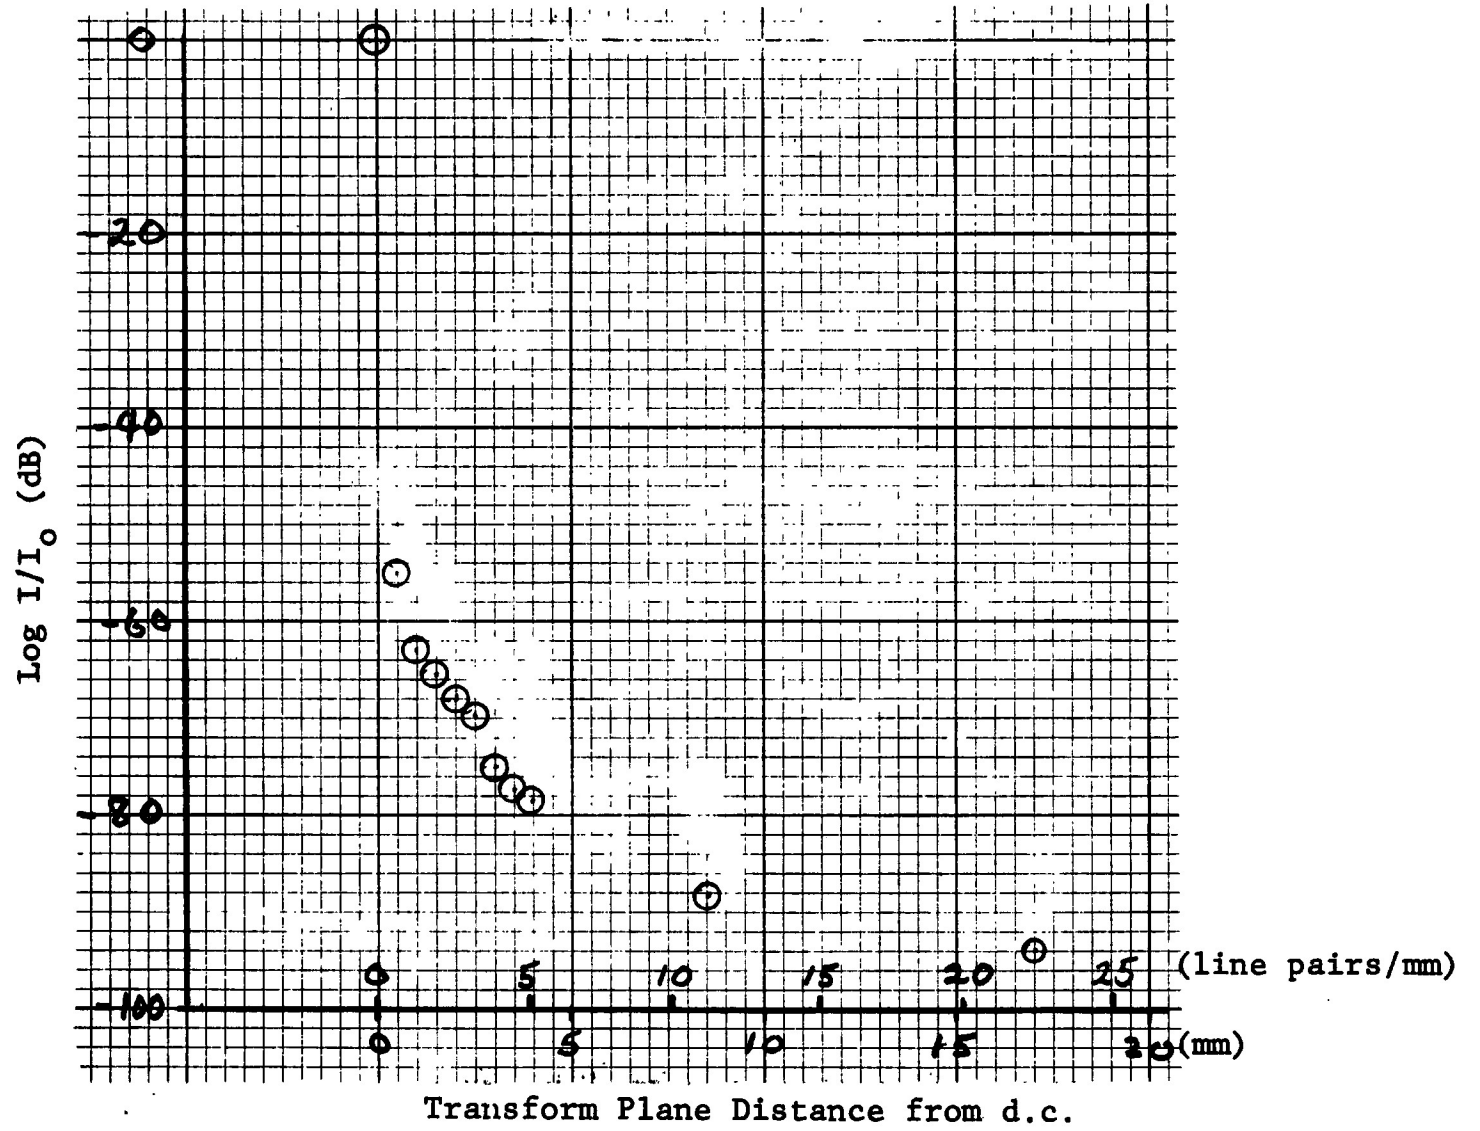 0
-20
-40
-60
-80
-100
Log I/I₀ (dB)
0 5 10 15 20 25 (line pairs/mm)
0 5 10 15 20 (mm)
Transform Plane Distance from d.c.